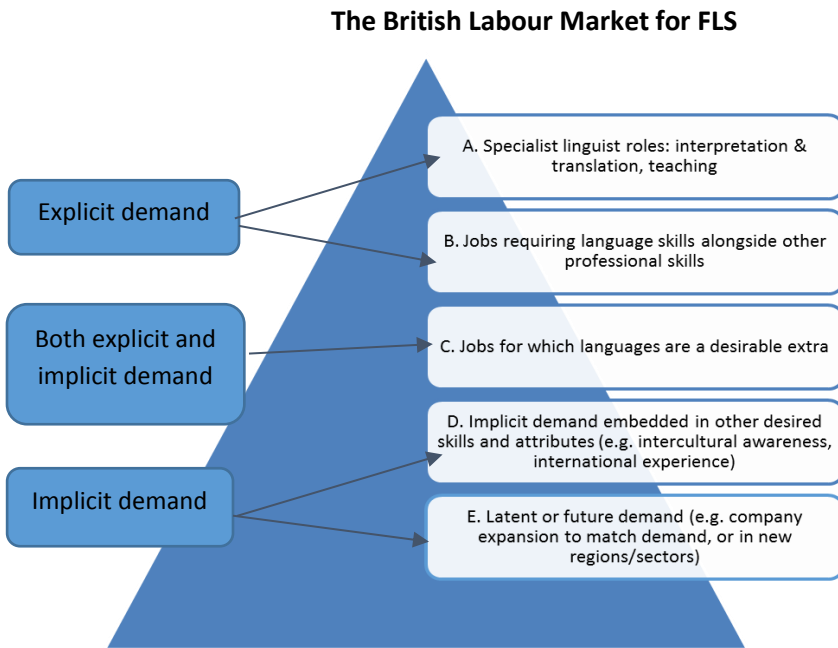 The British Labour Market for FLS
A. Specialist linguist roles: interpretation &
translation, teaching
Explicit demand
B. Jobs requiring language skills alongside other
professional skills
Both explicit and
implicit demand
C. Jobs for which languages are a desirable extra
D. Implicit demand embedded in other desired
skills and attributes (e.g. intercultural awareness,
international experience)
Implicit demand
E. Latent or future demand (e.g. company
expansion to match demand, or in new
regions/sectors)